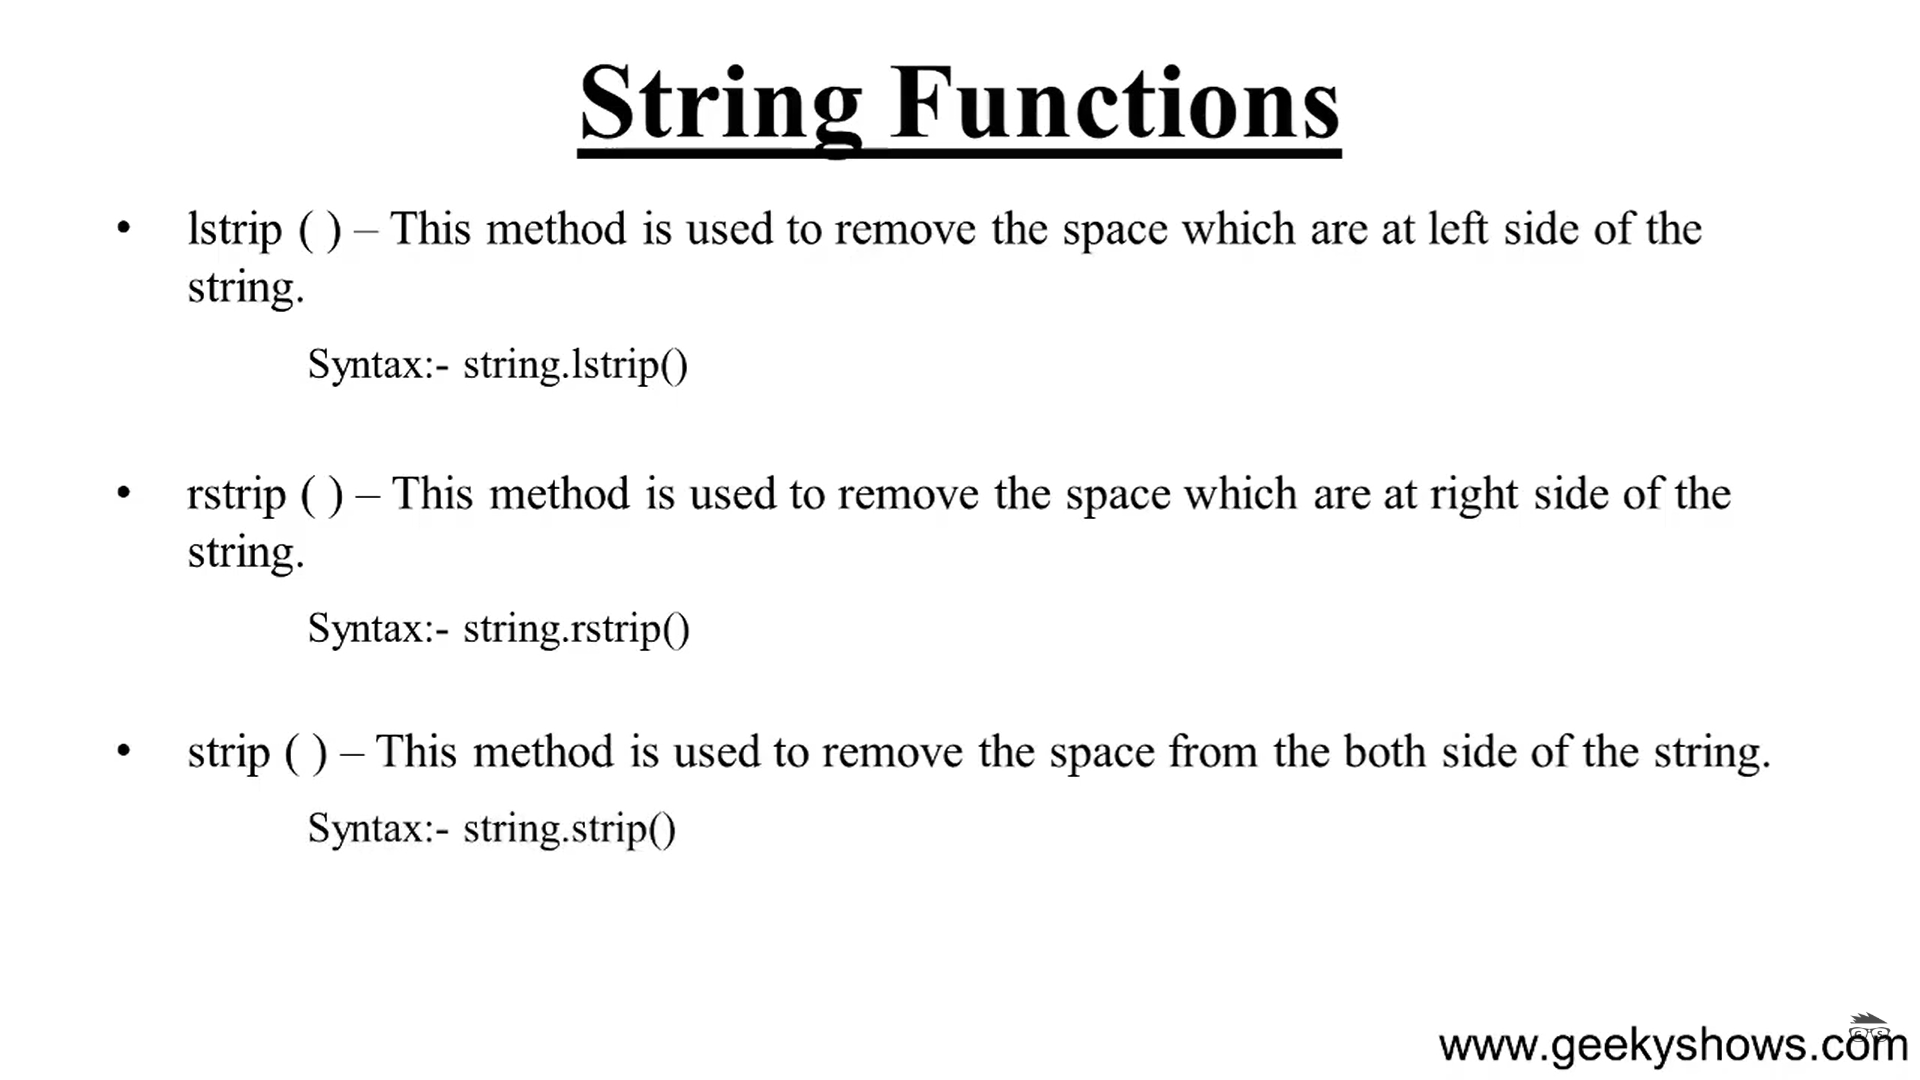 String Functions
• lstrip ( ) – This method is used to remove the space which are at left side of the
string.
Syntax:- string.lstrip()
• rstrip ( ) – This method is used to remove the space which are at right side of the
string.
Syntax:- string.rstrip()
• strip ( ) – This method is used to remove the space from the both side of the string.
Syntax:- string.strip()
GS
www.geekyshows.com